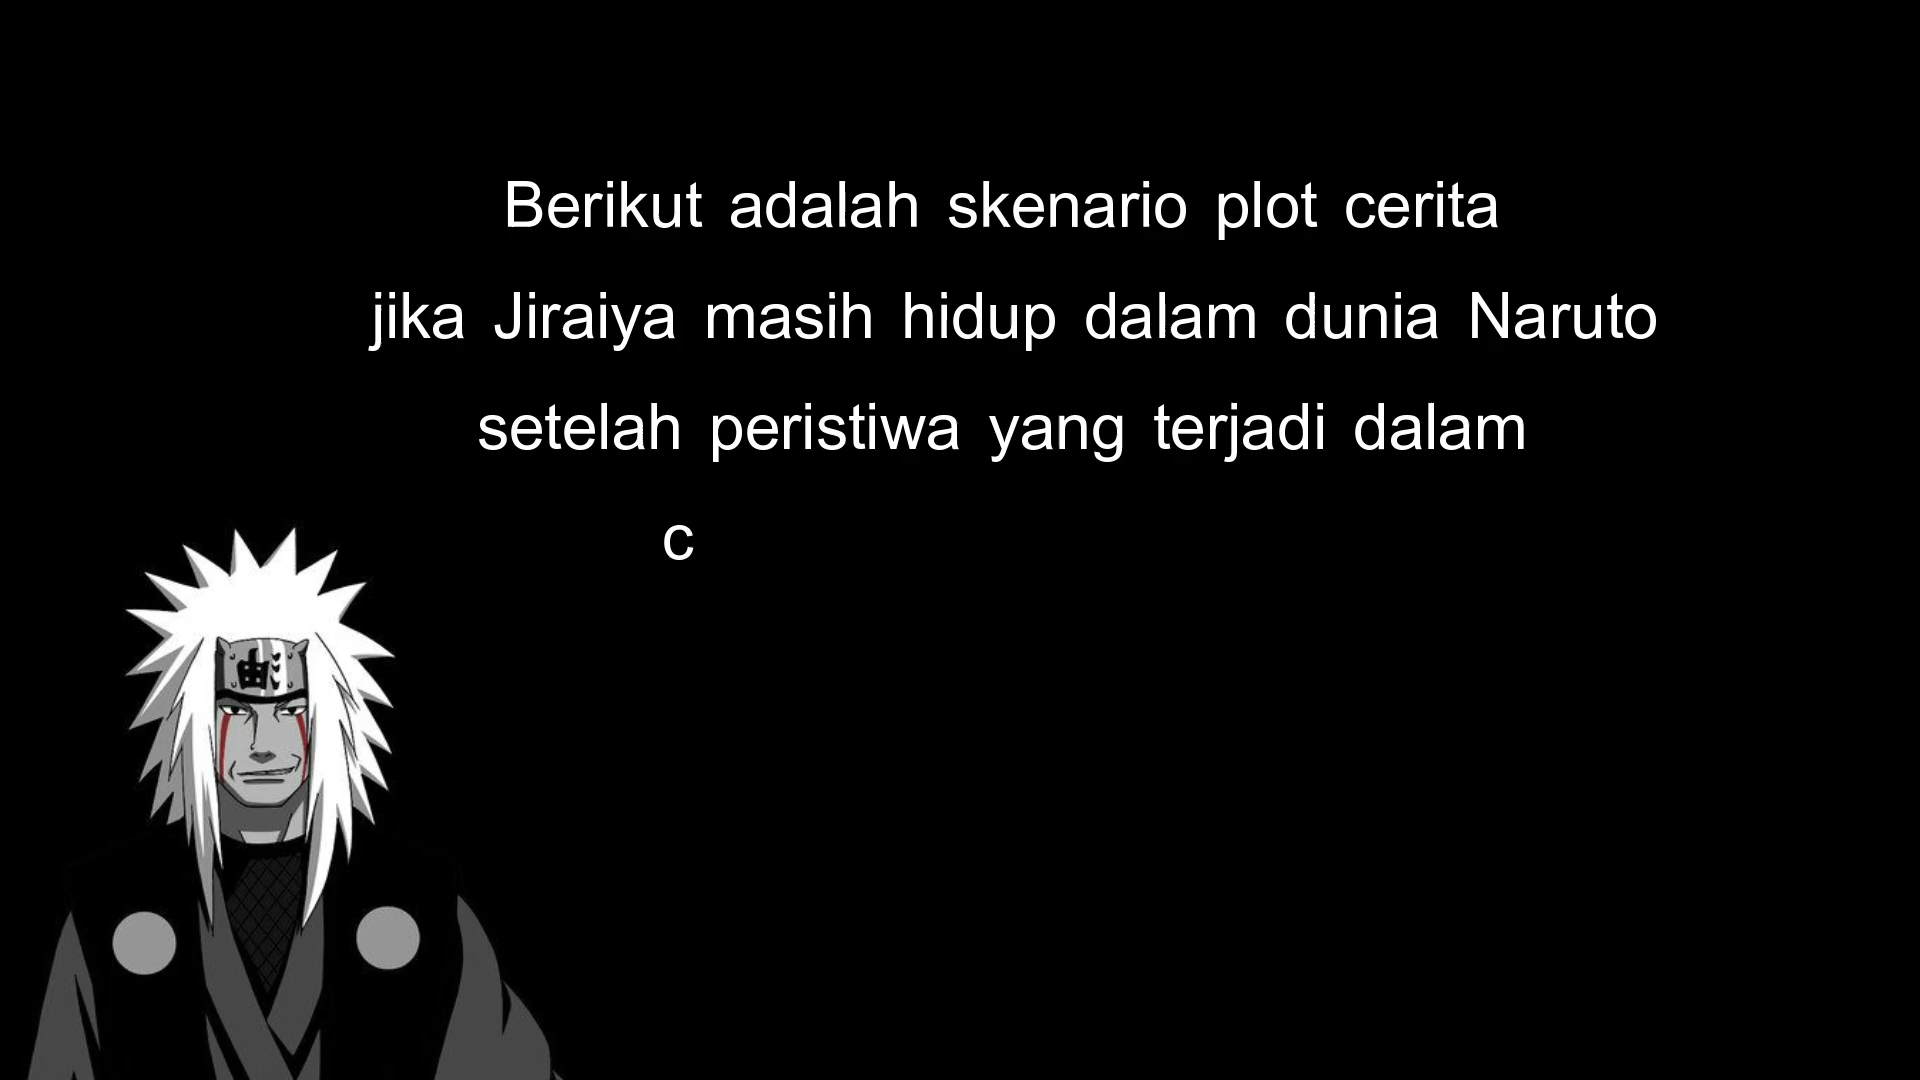 Berikut adalah skenario plot cerita
jika Jiraiya masih hidup dalam dunia Naruto
setelah peristiwa yang terjadi dalam
c